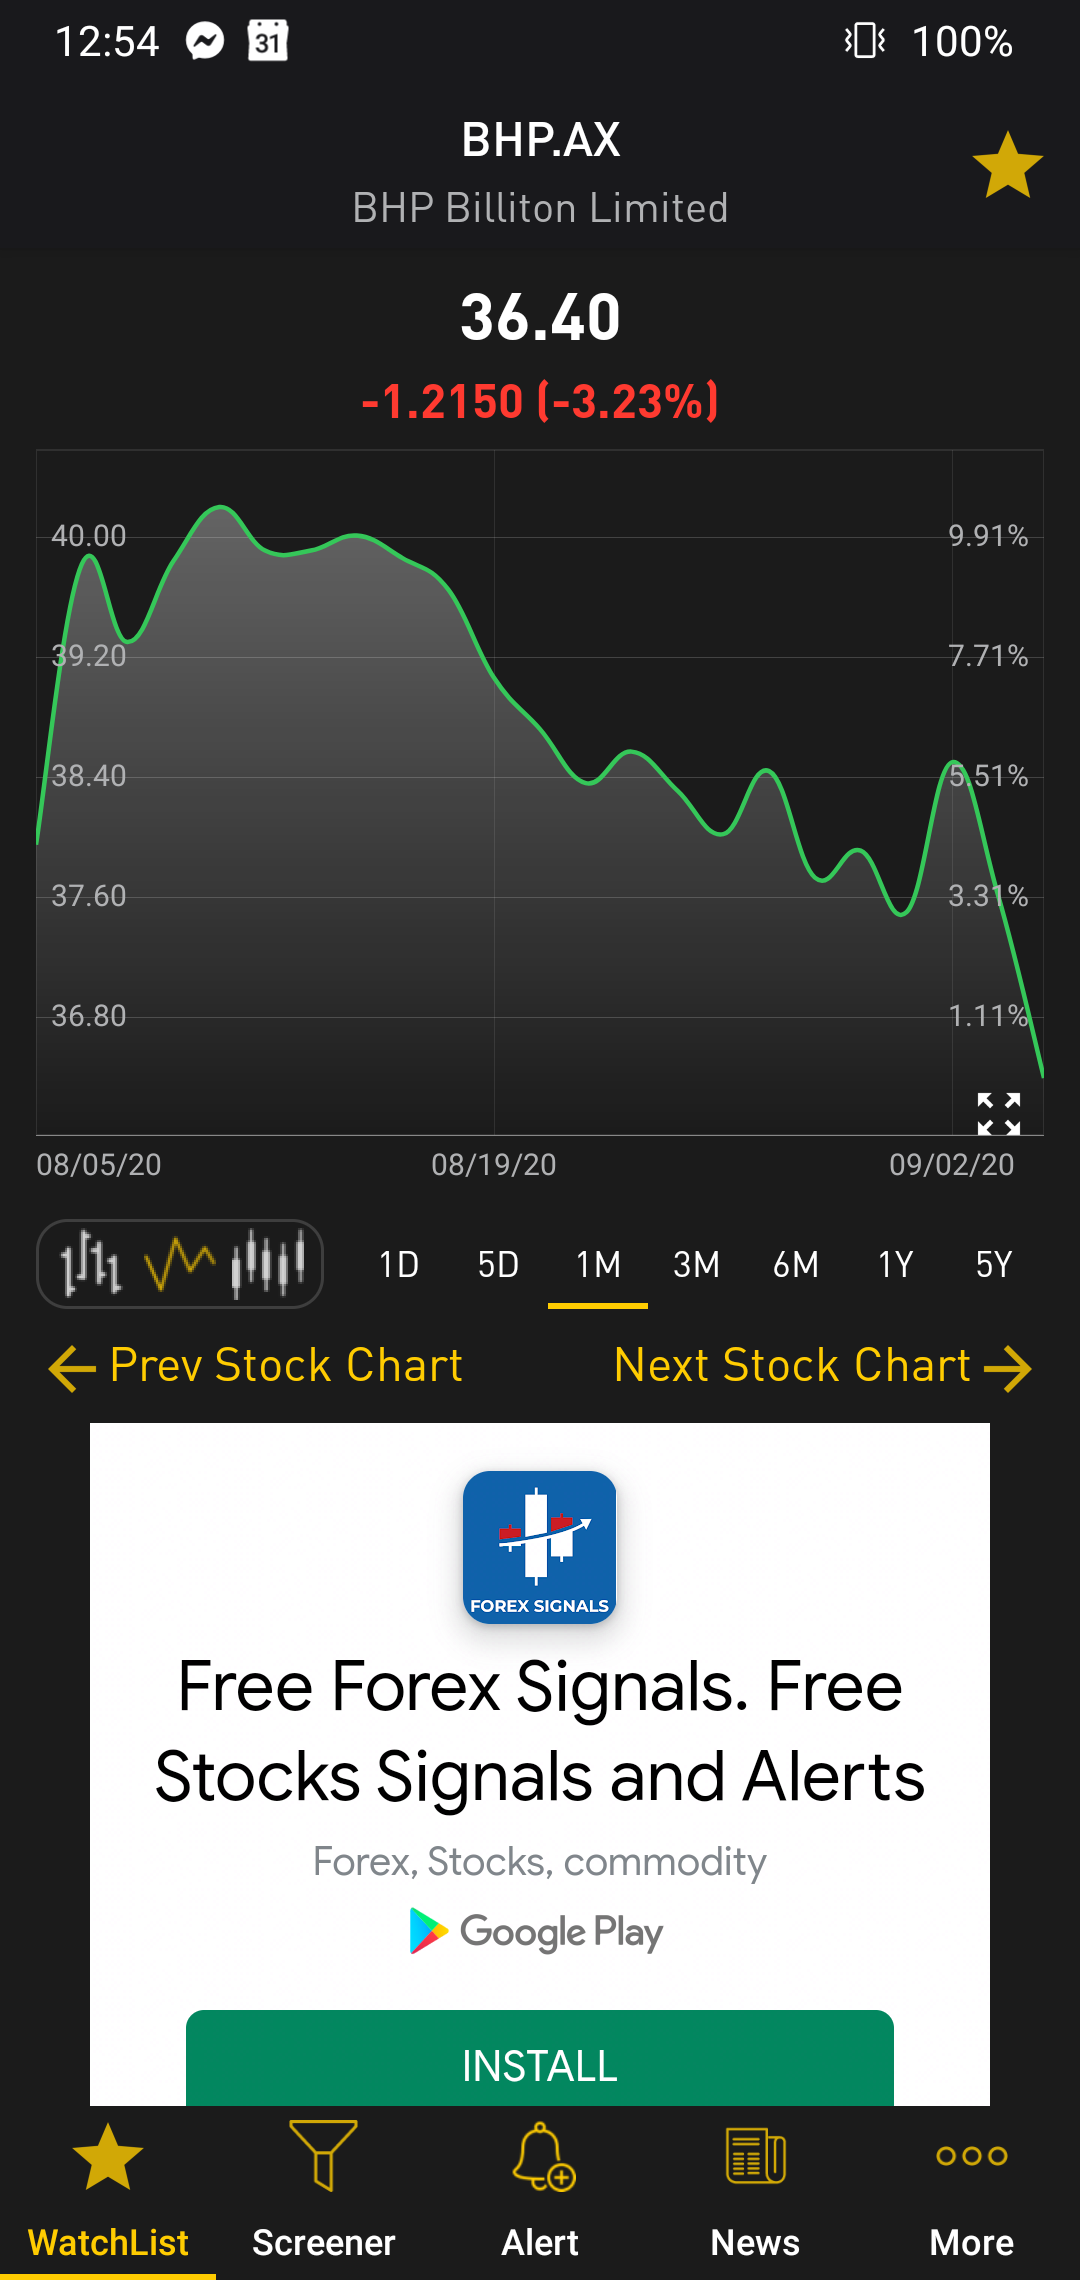 12:54 31 100%
BHP.AX
BHP Billiton Limited
36.40
-1.2150 (-3.23%)
40.00 9.91%
39.20 7.71%
38.40 5.51%
37.60 3.31%
36.80 1.11%
08/05/20 08/19/20 09/02/20
1D 5D 1M 3M 6M 1Y 5Y
Prev Stock Chart Next Stock Chart
FOREX SIGNALS
Free Forex Signals. Free
Stocks Signals and Alerts
Forex, Stocks, commodity
Google Play
INSTALL
WatchList Screener Alert News More